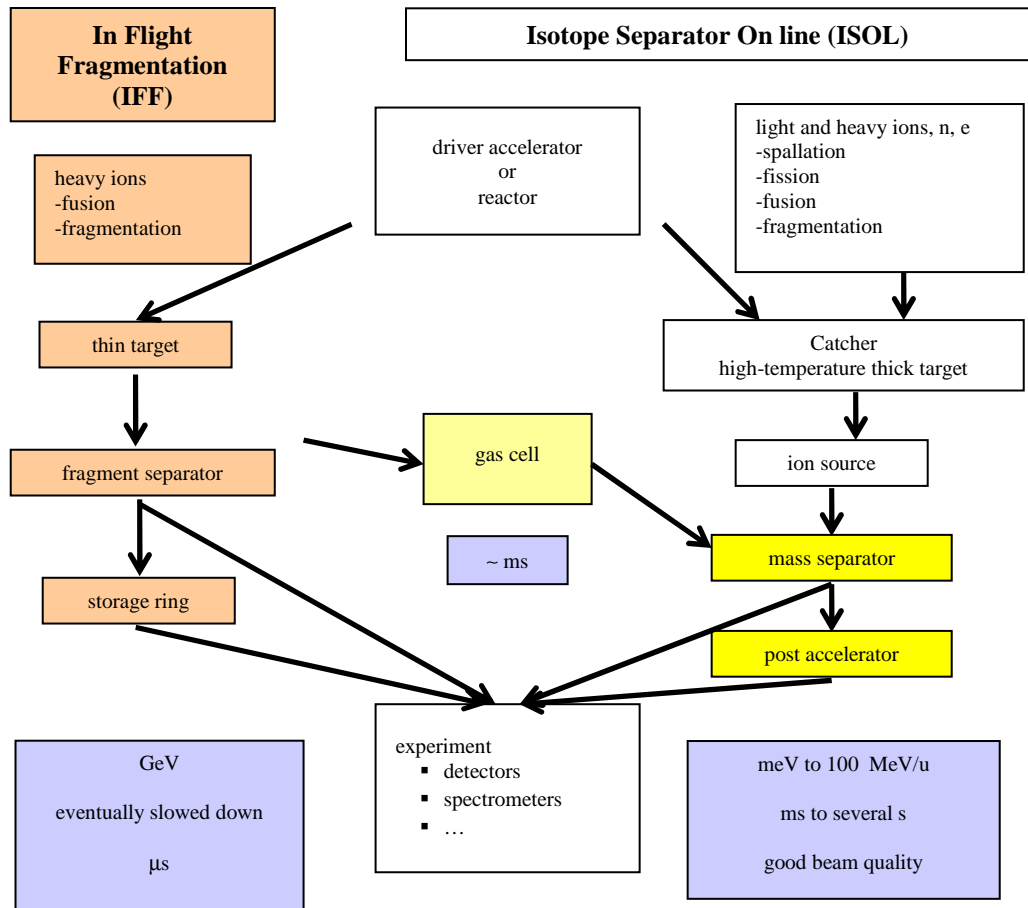 In Flight
Fragmentation
(IFF)
Isotope Separator On line (ISOL)
heavy ions
-fusion
-fragmentation
driver accelerator
or
reactor
light and heavy ions, n, e
-spallation
-fission
-fusion
-fragmentation
thin target
Catcher
high-temperature thick target
fragment separator
gas cell
ion source
~ ms
mass separator
storage ring
post accelerator
GeV
eventually slowed down
μs
experiment
▪ detectors
▪ spectrometers
▪ …
meV to 100 MeV/u
ms to several s
good beam quality